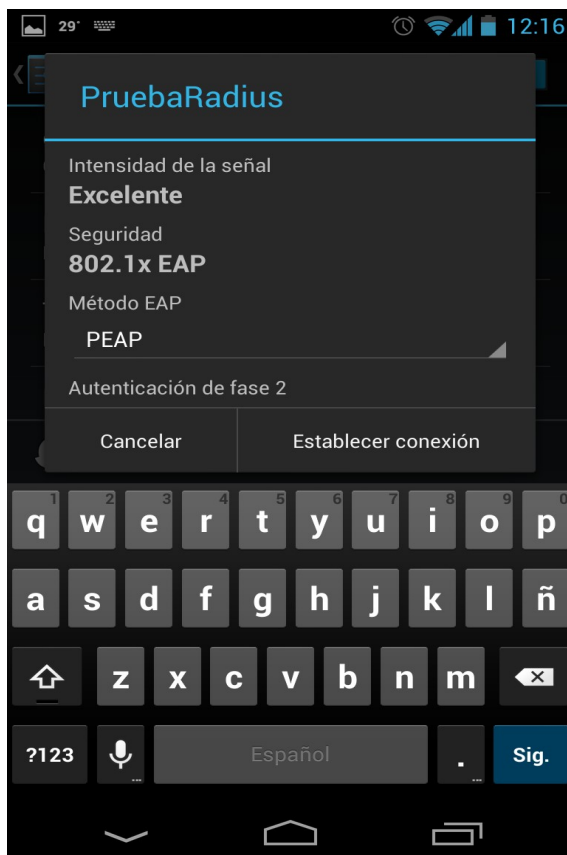 29° 12:16
PruebaRadius
Intensidad de la señal
Excelente
Seguridad
802.1x EAP
Método EAP
PEAP
Autenticación de fase 2
Cancelar Establecer conexión
1 2 3 4 5 6 7 8 9 0
q w e r t y u i o p
a s d f g h j k l ñ
z x c v b n m
?123 Español . ... Sig.